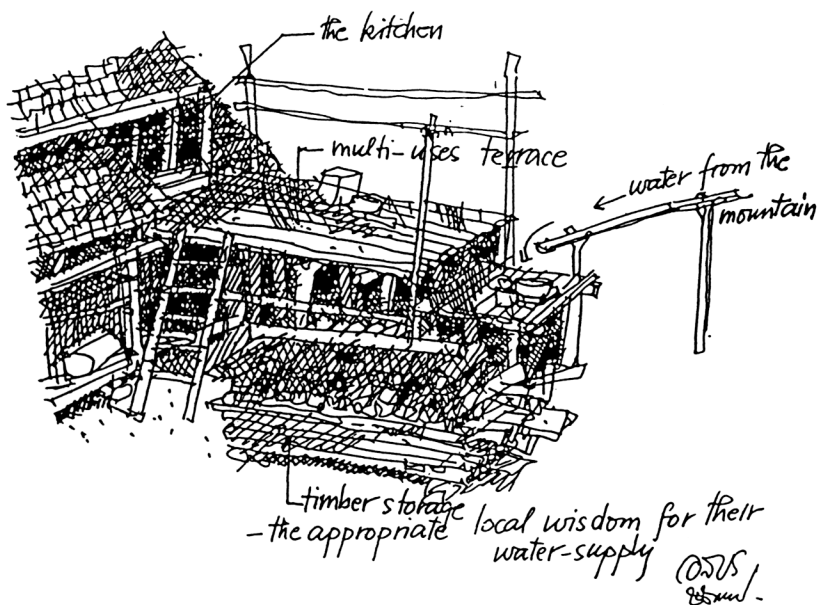 the kitchen
multi-uses terrace
← water from the
mountain
timber storage
- the appropriate local wisdom for their
water-supply